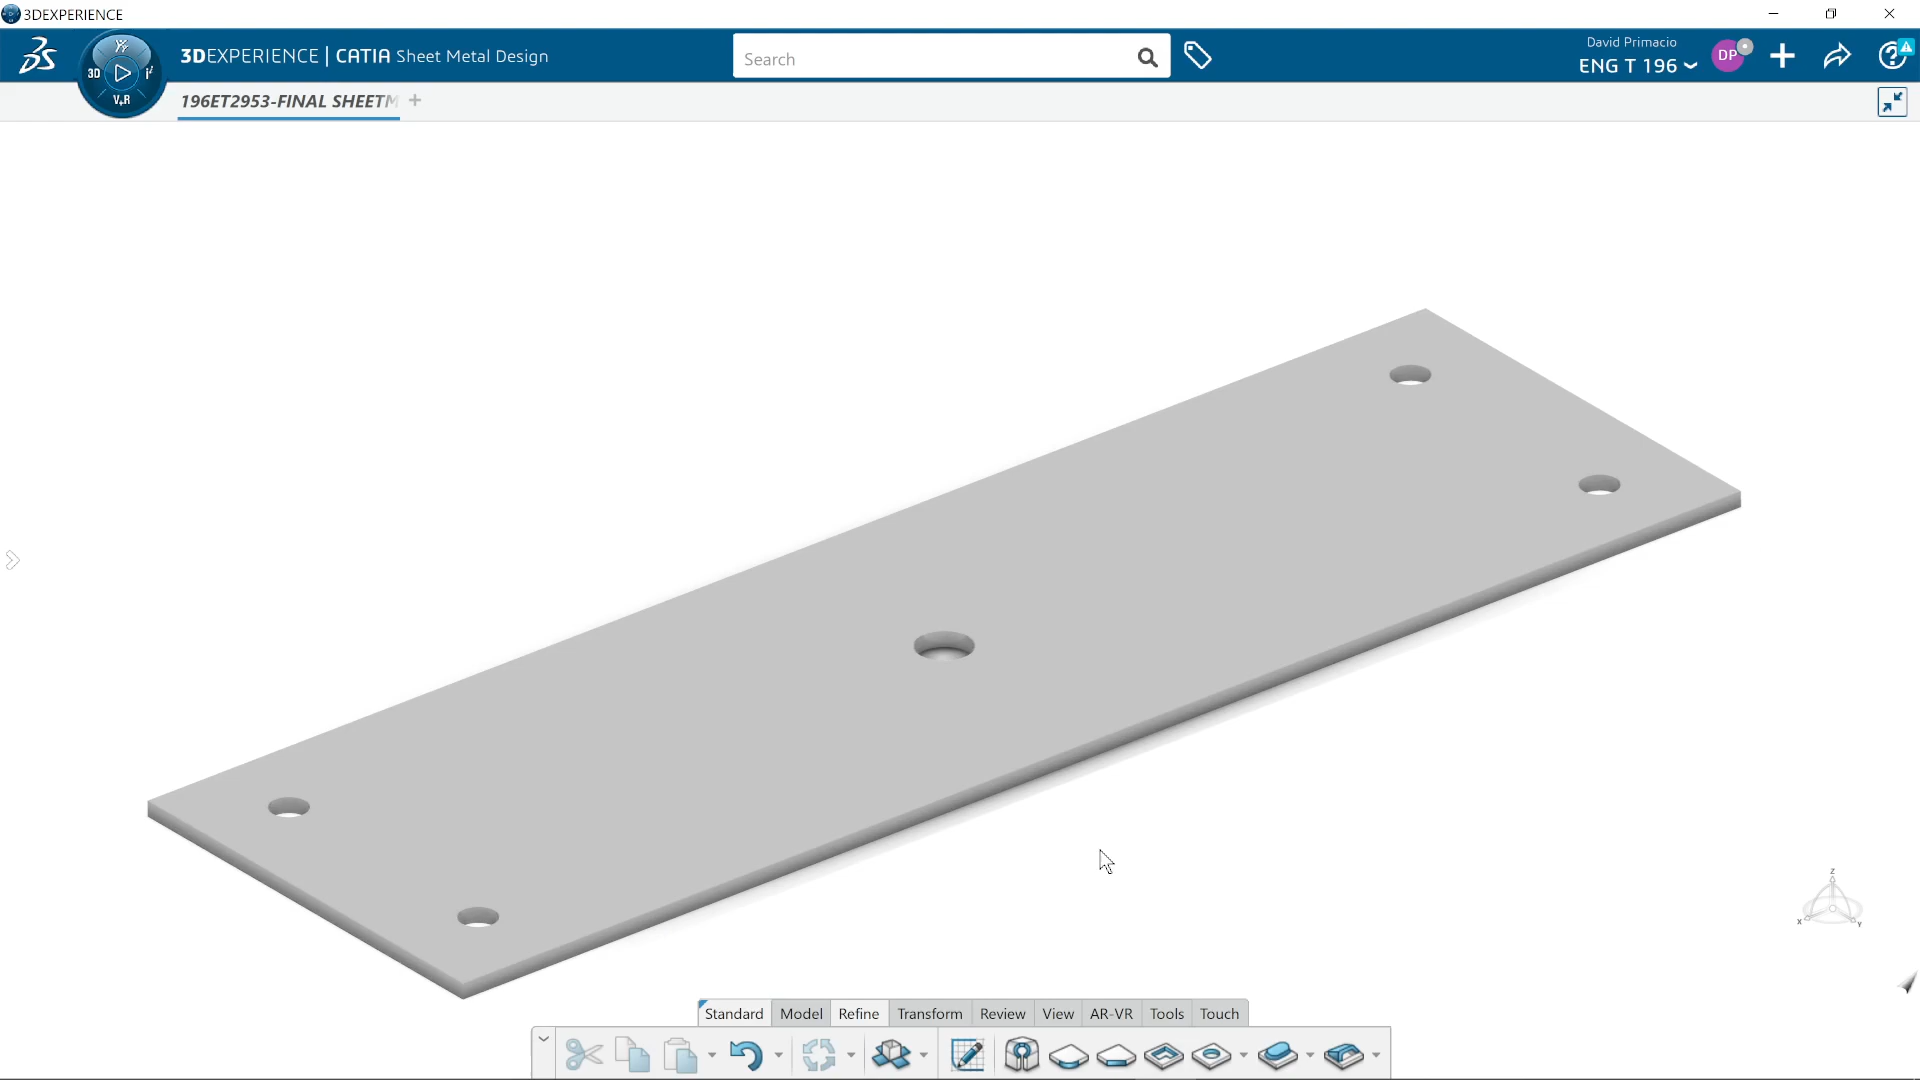 3DEXPERIENCE
3DEXPERIENCE | CATIA Sheet Metal Design
Search
David Primacio
ENG T 196
DP
3D
V.R
196ET2953-FINAL SHEETM
Z
X
Y
Standard Model Refine Transform Review View AR-VR Tools Touch